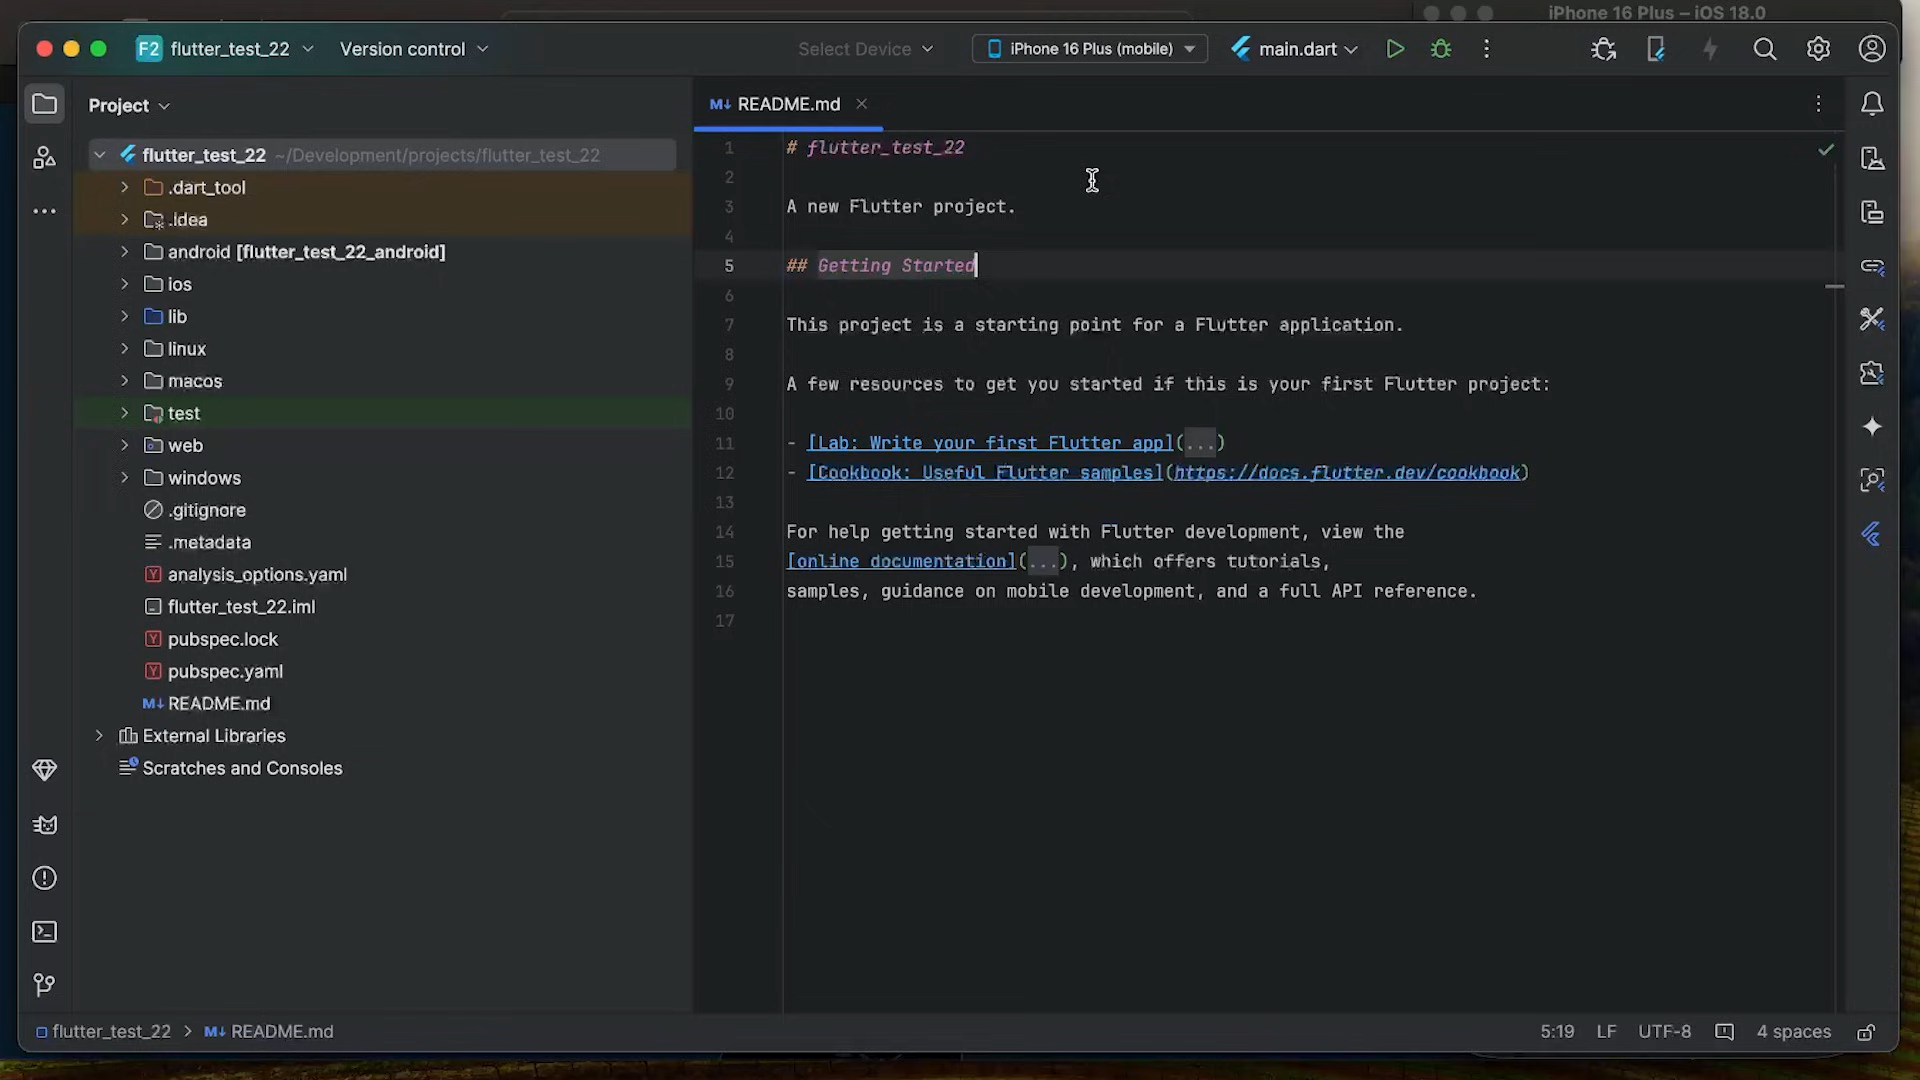 iPhone 16 Plus – iOS 18.0
F2 flutter_test_22 Version control Select Device iPhone 16 Plus (mobile) main.dart
Project
M↓ README.md
flutter_test_22 ~/Development/projects/flutter_test_22
.dart_tool
.idea
android [flutter_test_22_android]
ios
lib
linux
macos
test
web
windows
.gitignore
.metadata
analysis_options.yaml
flutter_test_22.iml
pubspec.lock
pubspec.yaml
M↓ README.md
External Libraries
Scratches and Consoles
1 # flutter_test_22
2
3 A new Flutter project.
4
5 ## Getting Started
6
7 This project is a starting point for a Flutter application.
8
9 A few resources to get you started if this is your first Flutter project:
10
11 - [Lab: Write your first Flutter app](...)
12 - [Cookbook: Useful Flutter samples](https://docs.flutter.dev/cookbook)
13
14 For help getting started with Flutter development, view the
15 [online documentation](...), which offers tutorials,
16 samples, guidance on mobile development, and a full API reference.
17
flutter_test_22 > M↓ README.md
5:19 LF UTF-8 4 spaces